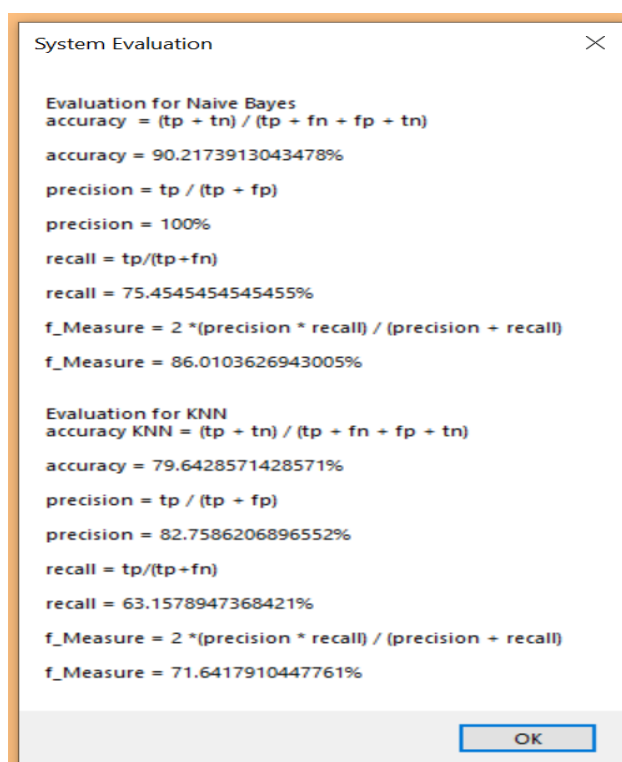 System Evaluation
Evaluation for Naive Bayes
accuracy  = (tp + tn) / (tp + fn + fp + tn)
accuracy = 90.2173913043478%
precision = tp / (tp + fp)
precision = 100%
recall = tp/(tp+fn)
recall = 75.4545454545455%
f_Measure = 2 *(precision * recall) / (precision + recall)
f_Measure = 86.0103626943005%
Evaluation for KNN
accuracy KNN = (tp + tn) / (tp + fn + fp + tn)
accuracy = 79.6428571428571%
precision = tp / (tp + fp)
precision = 82.7586206896552%
recall = tp/(tp+fn)
recall = 63.1578947368421%
f_Measure = 2 *(precision * recall) / (precision + recall)
f_Measure = 71.6417910447761%
OK